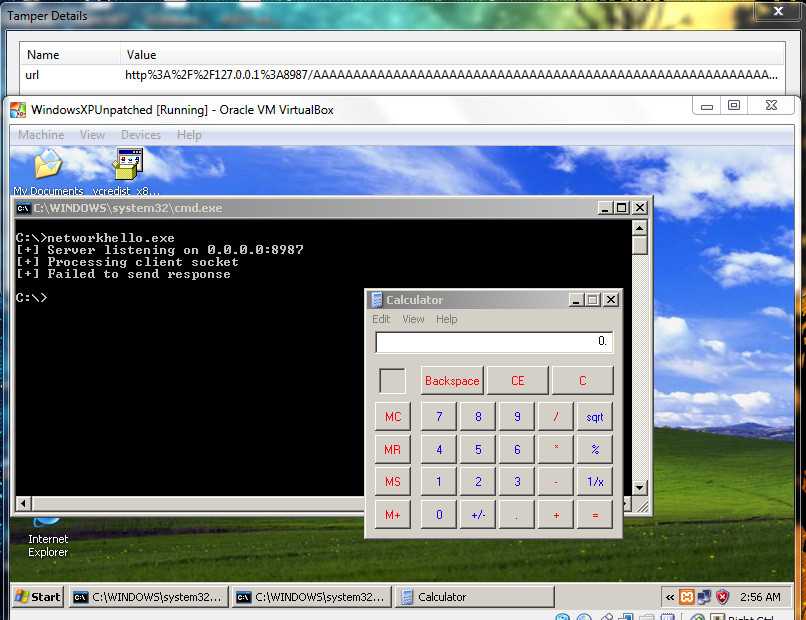 Tamper Details
Name Value
url http%3A%2F%2F127.0.0.1%3A8987/AAAAAAAAAAAAAAAAAAAAAAAAAAAAAAAAAAAAAAAAAAAAAAAAAAAAAAAAA...
WindowsXPUnpatched [Running] - Oracle VM VirtualBox
Machine View Devices Help
My Documents vcredist_x8...
C:\WINDOWS\system32\cmd.exe
C:\>networkhello.exe
[+] Server listening on 0.0.0.0:8987
[+] Processing client socket
[+] Failed to send response
C:\>
Calculator
Edit View Help
0.
Backspace CE C
MC 7 8 9 / sqrt
MR 4 5 6 * %
MS 1 2 3 - 1/x
M+ 0 +/- . + =
Internet
Explorer
Start C:\WINDOWS\system32... C:\WINDOWS\system32... Calculator « 2:56 AM
Right Ctrl